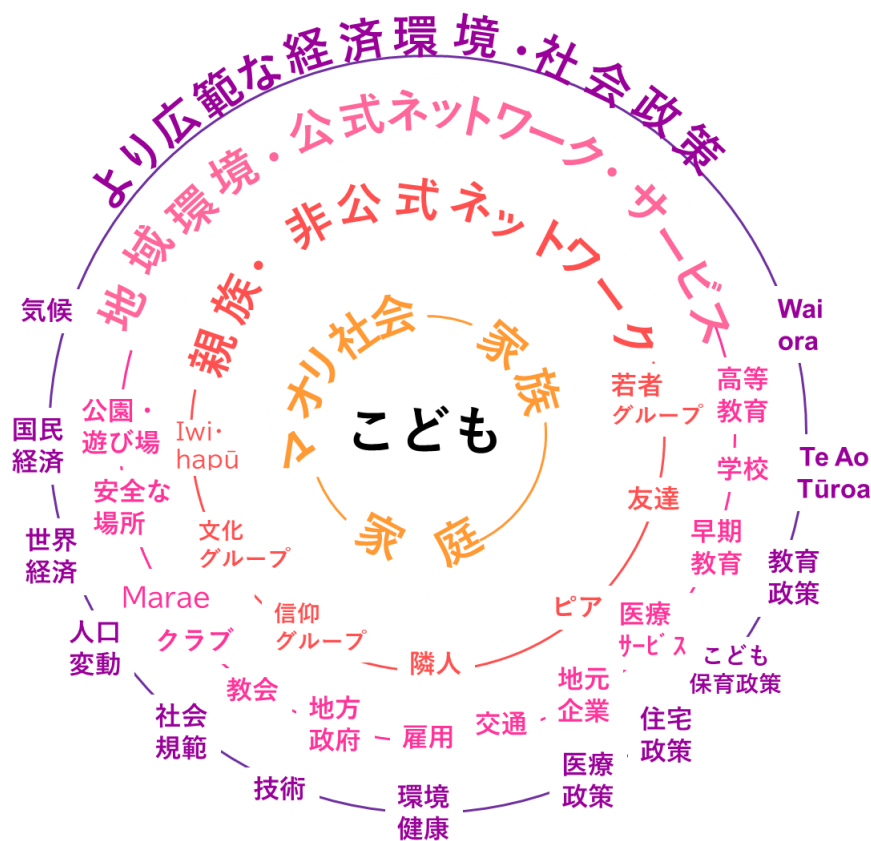 より広範な経済環境・社会政策
地域環境・公式ネットワーク・サービス
親族・非公式ネットワーク
マオリ社会
家族
家庭
こども
若者
グループ
友達
ピア
隣人
信仰
グループ
文化
グループ
Iwi・
hapū
高等
教育
学校
早期
教育
医療
サービス
地元
企業
交通
雇用
地方
政府
教会
クラブ
Marae
安全な
場所
公園・
遊び場
Wai
ora
Te Ao
Tūroa
教育
政策
こども
保育政策
住宅
政策
医療
政策
環境
健康
技術
社会
規範
人口
変動
世界
経済
国民
経済
気候